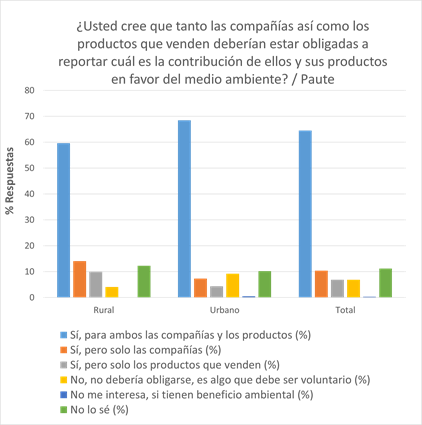 ¿Usted cree que tanto las compañías así como los
productos que venden deberían estar obligadas a
reportar cuál es la contribución de ellos y sus productos
en favor del medio ambiente? / Paute
80
70
60
50
40
30
20
10
0
% Respuestas
Rural Urbano Total
Sí, para ambos las compañías y los productos (%)
Sí, pero solo las compañías (%)
Sí, pero solo los productos que venden (%)
No, no debería obligarse, es algo que debe ser voluntario (%)
No me interesa, si tienen beneficio ambiental (%)
No lo sé (%)